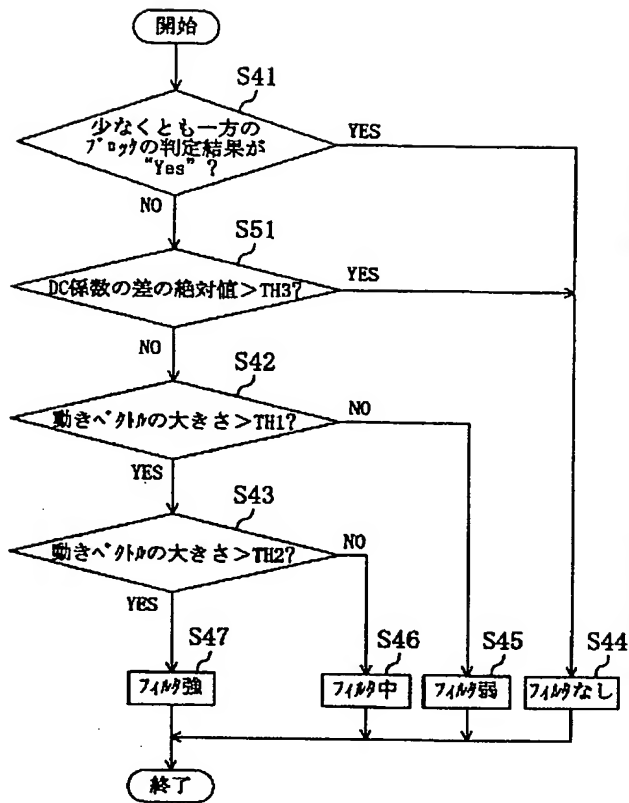 開始
S41
少なくとも一方の
ブロックの判定結果が
“Yes”?
YES
NO
S51
DC係数の差の絶対値>TH3?
YES
NO
S42
動きベクトルの大きさ>TH1?
NO
YES
S43
動きベクトルの大きさ>TH2?
NO
YES
S47
S46
S45
S44
フィルタ強
フィルタ中
フィルタ弱
フィルタなし
終了